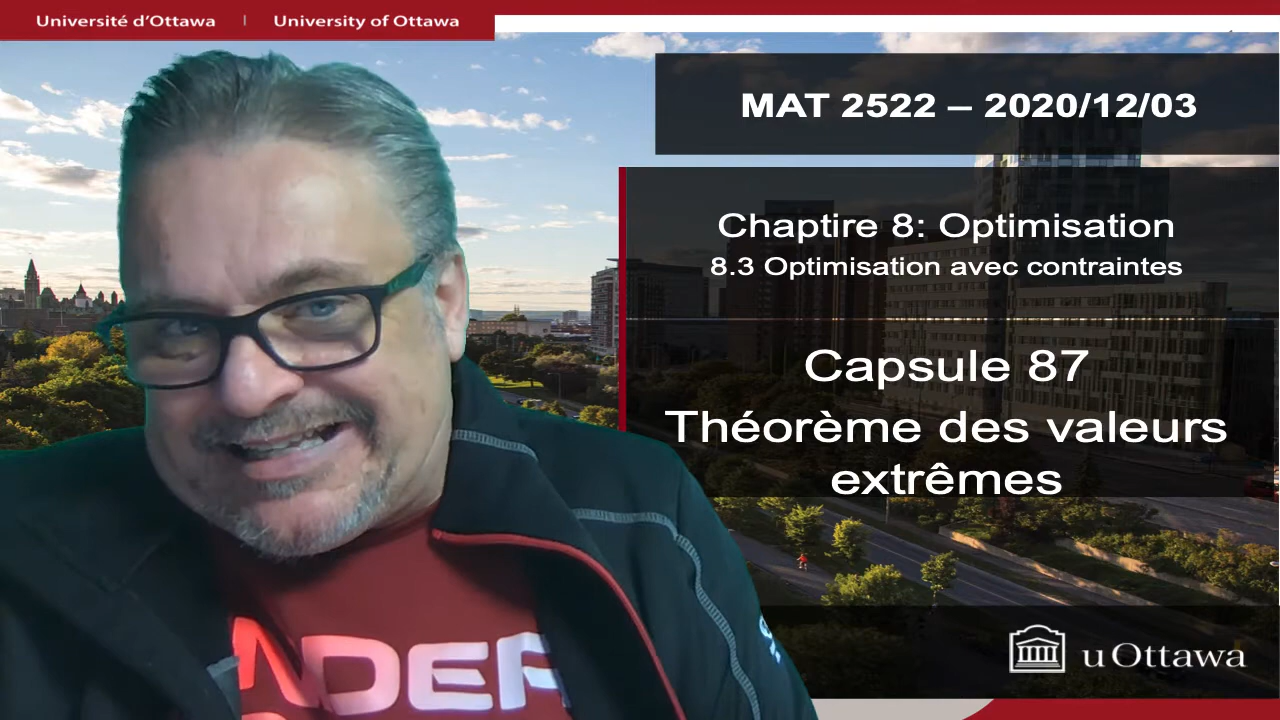 Université d'Ottawa | University of Ottawa
MAT 2522 – 2020/12/03
Chaptire 8: Optimisation
8.3 Optimisation avec contraintes
Capsule 87
Théorème des valeurs
extrêmes
uOttawa